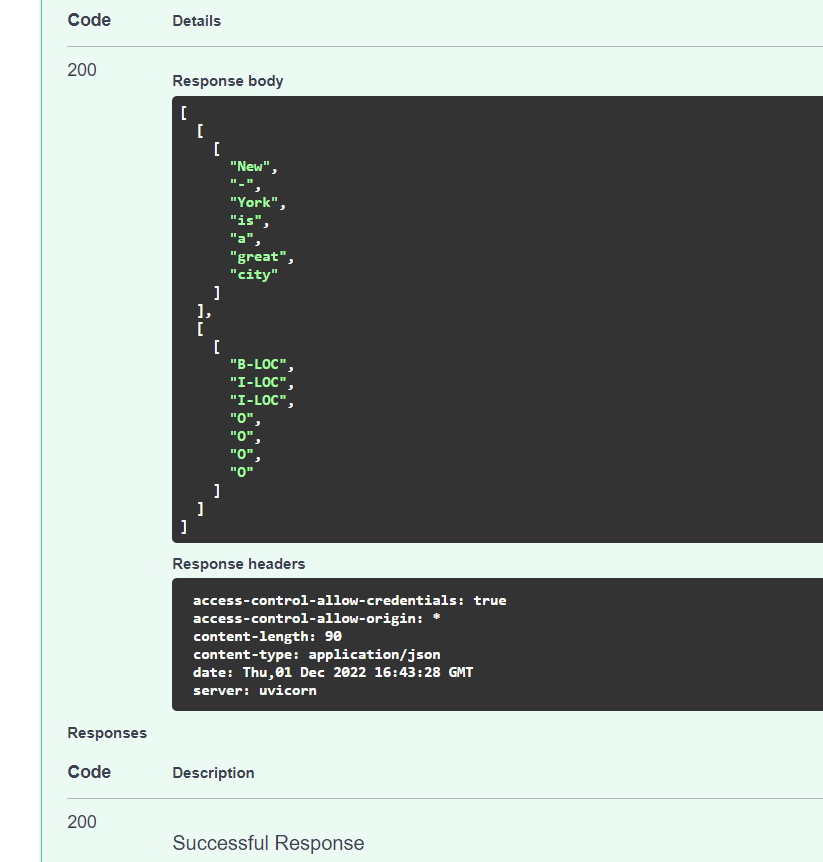 Code Details
200
Response body
[
[
[
"New",
"-",
"York",
"is",
"a",
"great",
"city"
]
],
[
[
"B-LOC",
"I-LOC",
"I-LOC",
"O",
"O",
"O",
"O"
]
]
]
Response headers
access-control-allow-credentials: true
access-control-allow-origin: *
content-length: 90
content-type: application/json
date: Thu,01 Dec 2022 16:43:28 GMT
server: uvicorn
Responses
Code Description
200
Successful Response